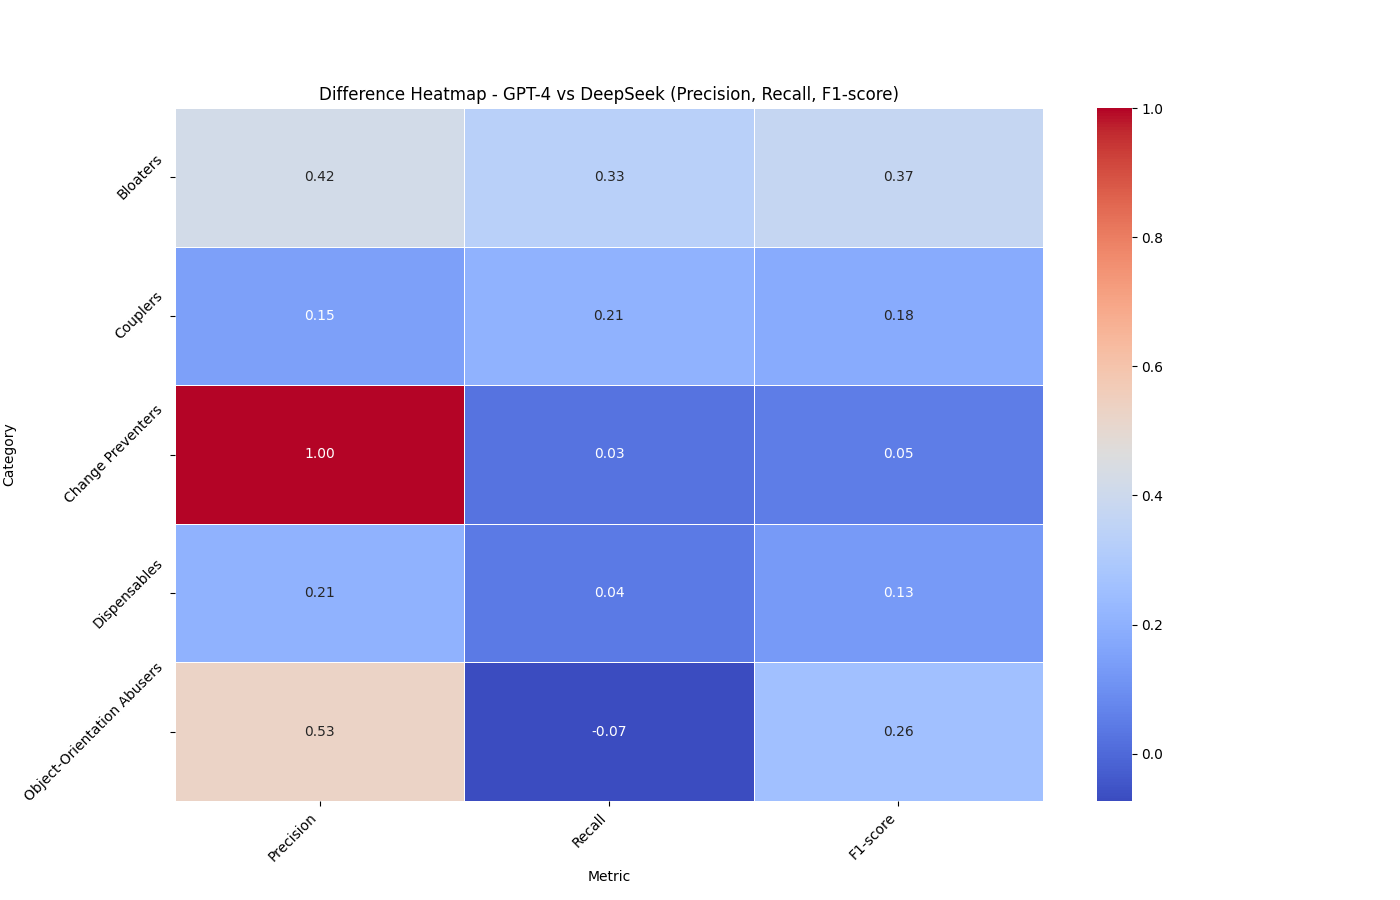 Difference Heatmap - GPT-4 vs DeepSeek (Precision, Recall, F1-score)
Category
Bloaters
0.42
0.33
0.37
Couplers
0.15
0.21
0.18
Change Preventers
1.00
0.03
0.05
Dispensables
0.21
0.04
0.13
Object-Orientation Abusers
0.53
-0.07
0.26
Precision
Recall
F1-score
Metric
1.0
0.8
0.6
0.4
0.2
0.0